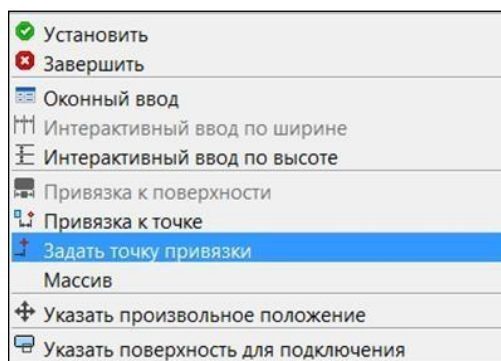 Установить
Завершить
Оконный ввод
Интерактивный ввод по ширине
Интерактивный ввод по высоте
Привязка к поверхности
Привязка к точке
Задать точку привязки
Массив
Указать произвольное положение
Указать поверхность для подключения